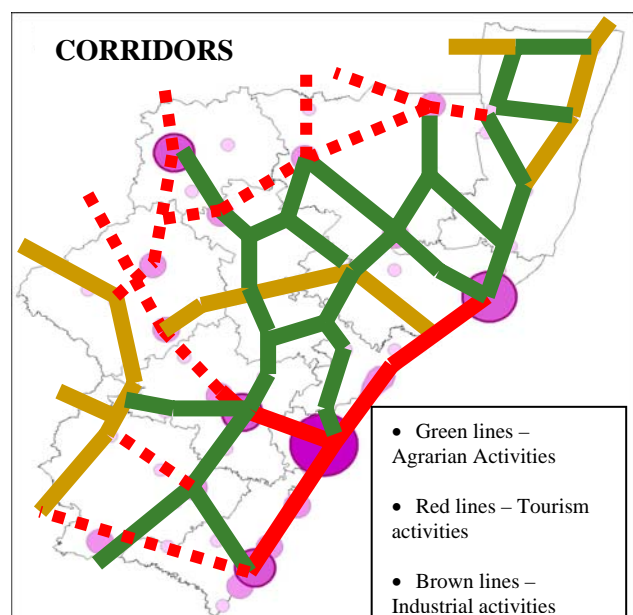 CORRIDORS
• Green lines –
Agrarian Activities
• Red lines – Tourism
activities
• Brown lines –
Industrial activities